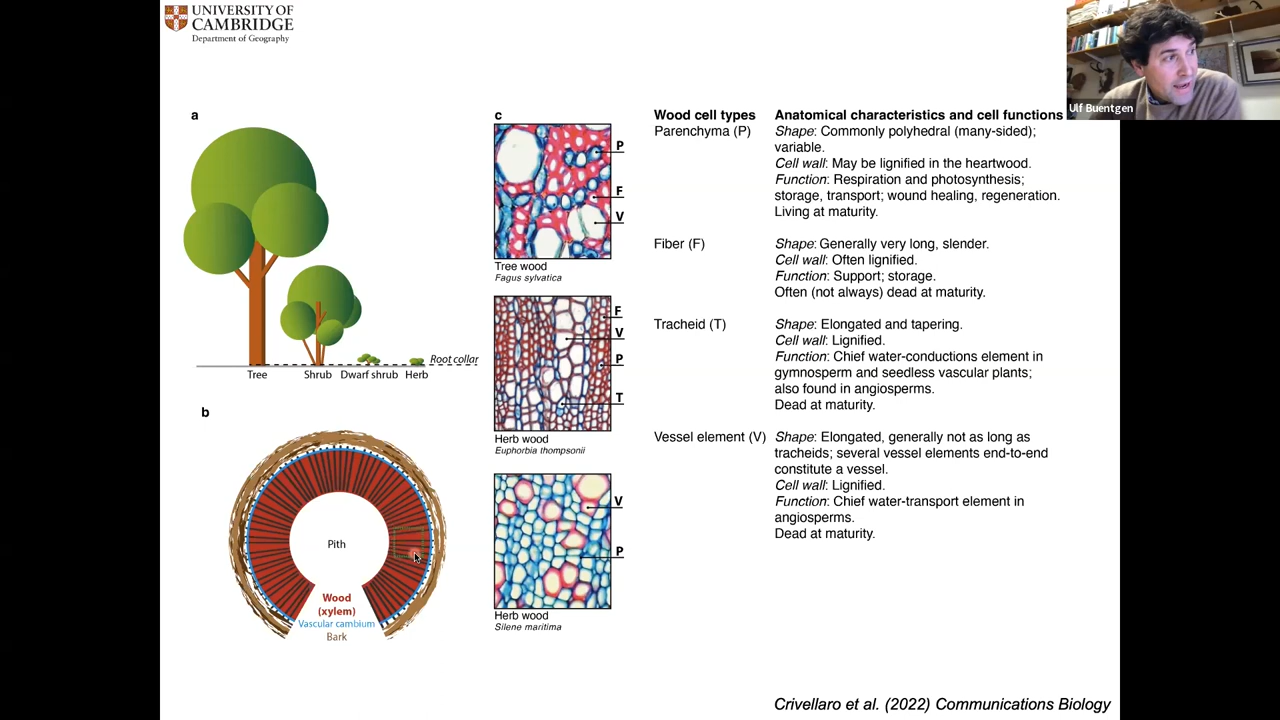 UNIVERSITY OF
CAMBRIDGE
Department of Geography
Ulf Buentgen
a
Root collar
Tree
Shrub
Dwarf shrub
Herb
b
Pith
Wood
(xylem)
Vascular cambium
Bark
c
P
F
V
Tree wood
Fagus sylvatica
F
V
P
T
Herb wood
Euphorbia thompsonii
V
P
Herb wood
Silene maritima
Wood cell types
Anatomical characteristics and cell functions
Parenchyma (P)
Shape: Commonly polyhedral (many-sided);
variable.
Cell wall: May be lignified in the heartwood.
Function: Respiration and photosynthesis;
storage, transport; wound healing, regeneration.
Living at maturity.
Fiber (F)
Shape: Generally very long, slender.
Cell wall: Often lignified.
Function: Support; storage.
Often (not always) dead at maturity.
Tracheid (T)
Shape: Elongated and tapering.
Cell wall: Lignified.
Function: Chief water-conductions element in
gymnosperm and seedless vascular plants;
also found in angiosperms.
Dead at maturity.
Vessel element (V)
Shape: Elongated, generally not as long as
tracheids; several vessel elements end-to-end
constitute a vessel.
Cell wall: Lignified.
Function: Chief water-transport element in
angiosperms.
Dead at maturity.
Crivellaro et al. (2022) Communications Biology